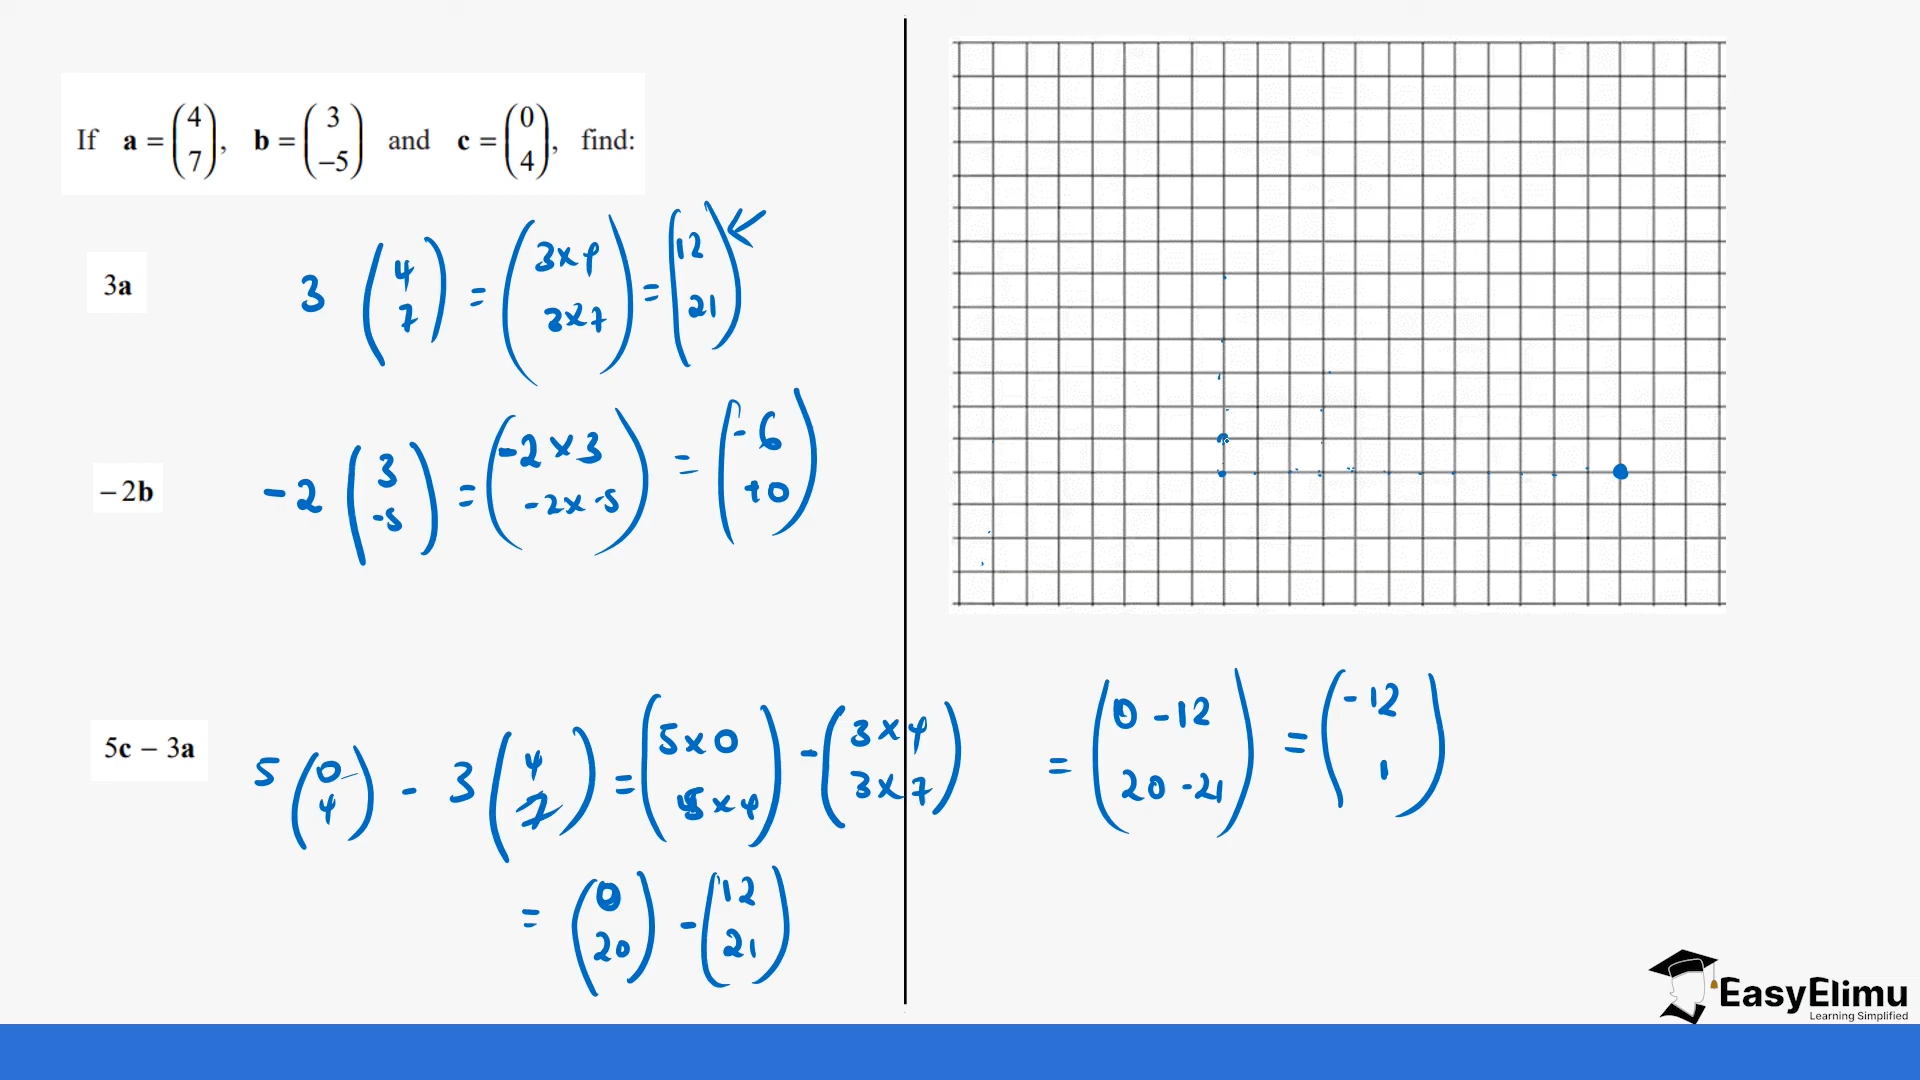 If a = (4 7), b = (3 −5) and c = (0 4), find:
3a
3 (4 7) = (3×4 3×7) = (12 21)
−2b
-2 (3 -5) = (-2×3 -2×-5) = (-6 10)
5c − 3a
5 (0 4) - 3 (4 7) = (5×0 5×4) - (3×4 3×7)
= (0 20) - (12 21)
= (0-12 20-21) = (-12 1)
EasyElimu
Learning Simplified